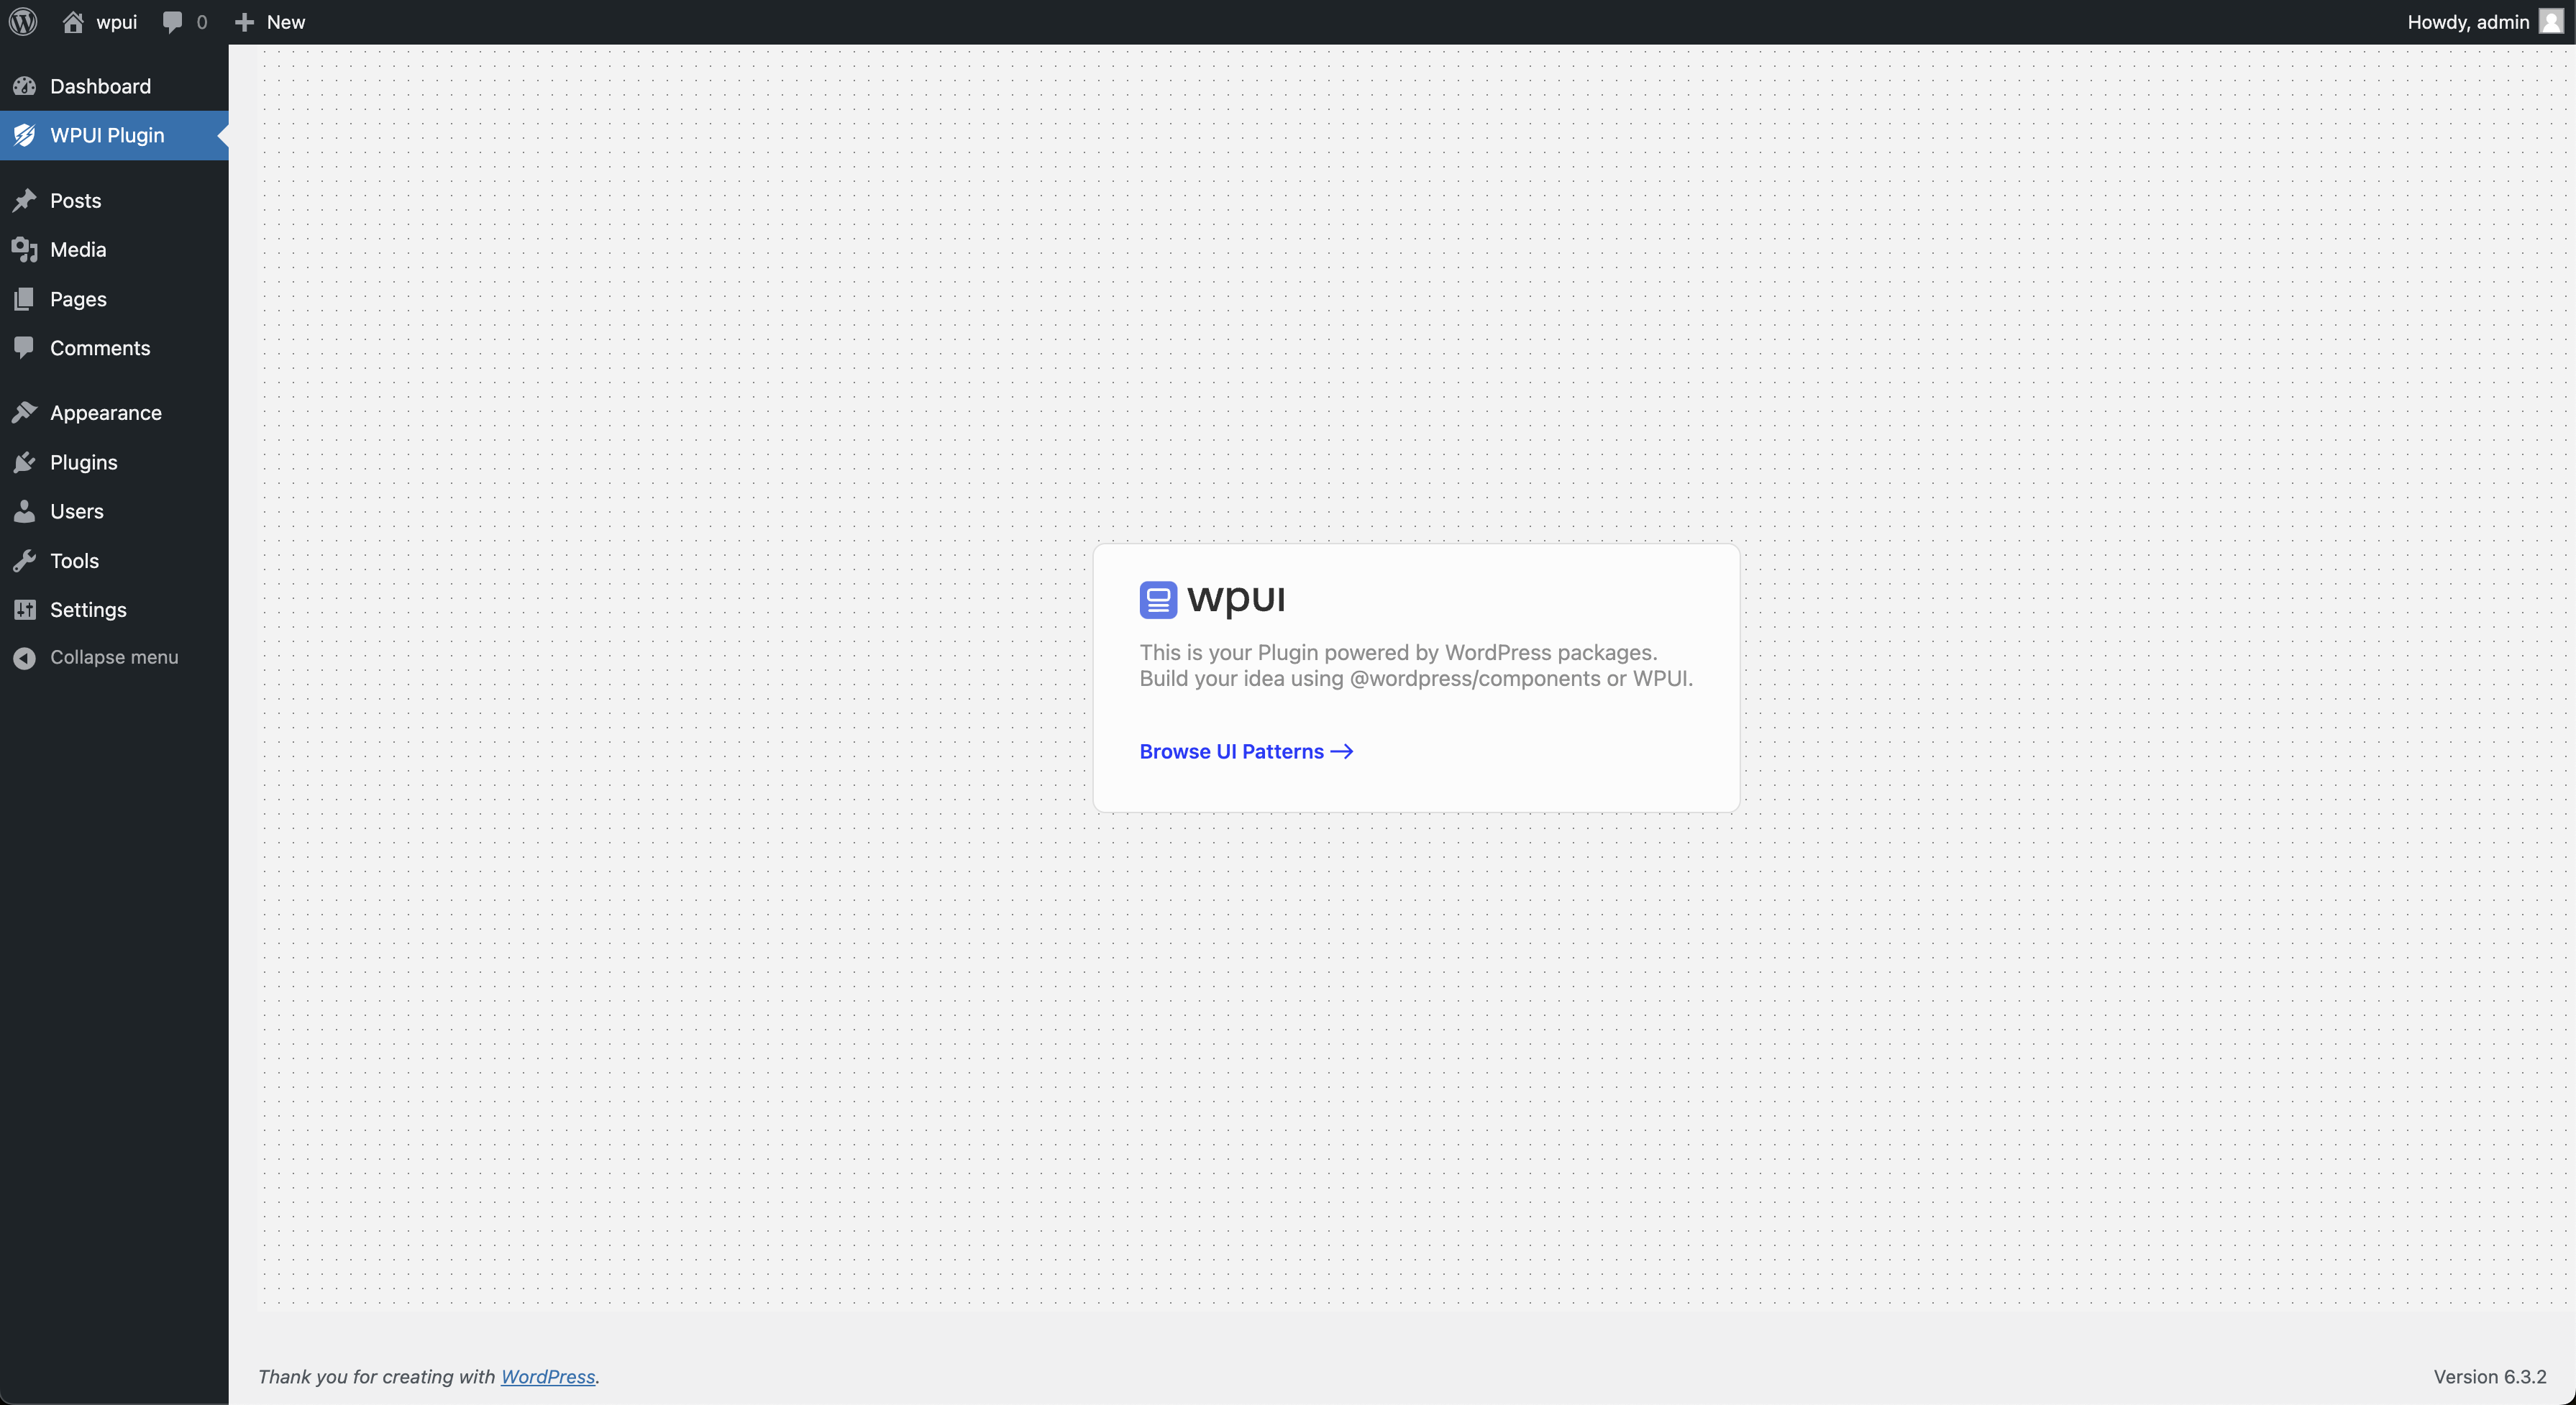 wpui
0
New
Howdy, admin
Dashboard
WPUI Plugin
Posts
Media
Pages
Comments
Appearance
Plugins
Users
Tools
Settings
Collapse menu
wpui
This is your Plugin powered by WordPress packages.
Build your idea using @wordpress/components or WPUI.
Browse UI Patterns →
Thank you for creating with WordPress.
Version 6.3.2